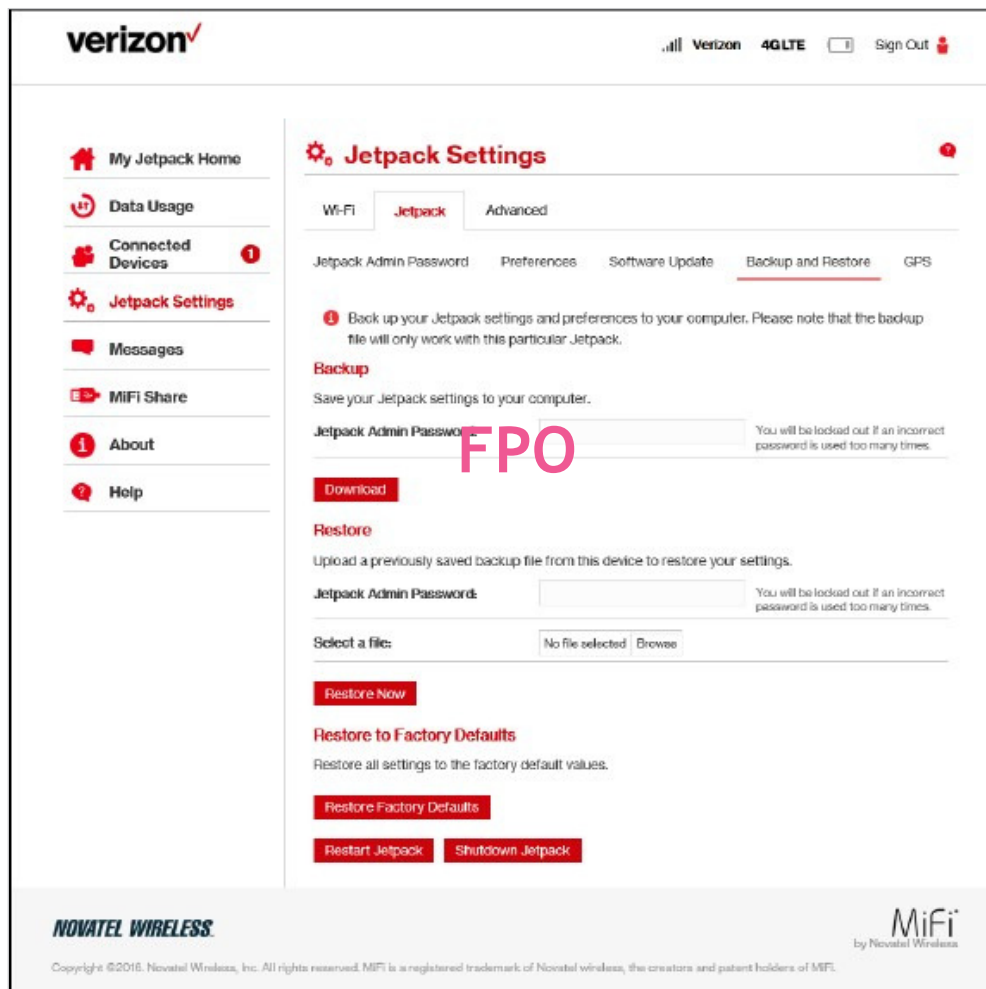 verizon
Verizon 4G LTE Sign Out
My Jetpack Home
Data Usage
Connected
Devices
1
Jetpack Settings
Messages
MiFi Share
About
Help
Jetpack Settings
Wi-Fi Jetpack Advanced
Jetpack Admin Password Preferences Software Update Backup and Restore GPS
Back up your Jetpack settings and preferences to your computer. Please note that the backup
file will only work with this particular Jetpack.
Backup
Save your Jetpack settings to your computer.
Jetpack Admin Password:
You will be locked out if an incorrect
password is used too many times.
FPO
Download
Restore
Upload a previously saved backup file from this device to restore your settings.
Jetpack Admin Password:
You will be locked out if an incorrect
password is used too many times.
Select a file: No file selected Browse
Restore Now
Restore to Factory Defaults
Restore all settings to the factory default values.
Restore Factory Defaults
Restart Jetpack Shutdown Jetpack
NOVATEL WIRELESS.
MiFi
by Novatel Wireless
Copyright ©2016. Novatel Wireless, Inc. All rights reserved. MiFi is a registered trademark of Novatel wireless, the creators and patent holders of MiFi.